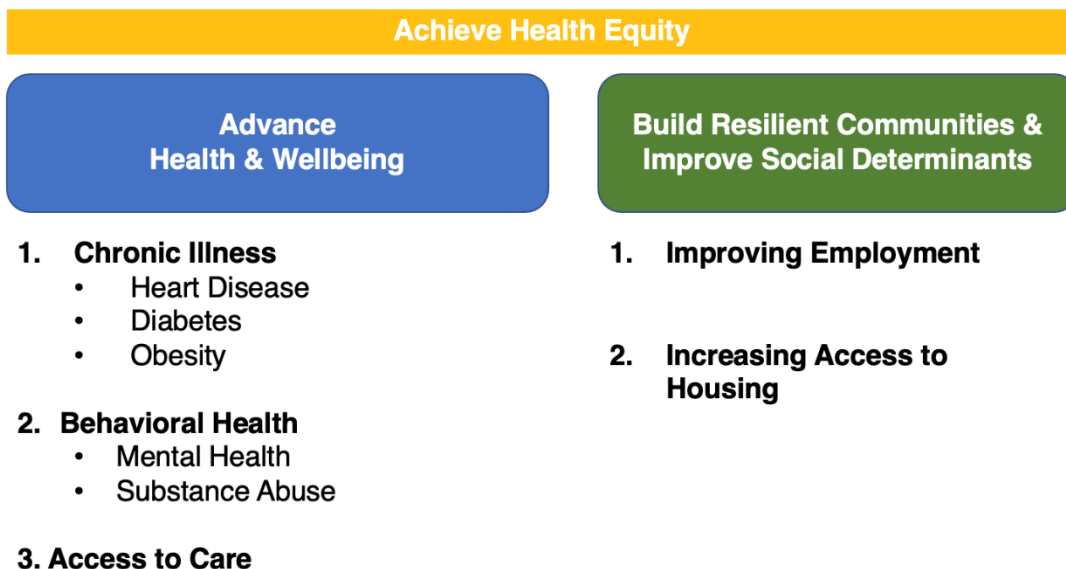 Achieve Health Equity
Advance
Health & Wellbeing
1. Chronic Illness
• Heart Disease
• Diabetes
• Obesity
2. Behavioral Health
• Mental Health
• Substance Abuse
3. Access to Care
Build Resilient Communities &
Improve Social Determinants
1. Improving Employment
2. Increasing Access to
Housing